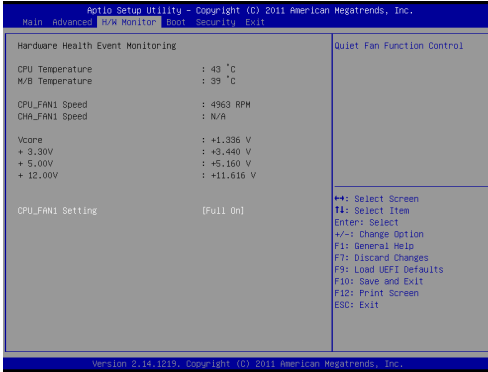 Aptio Setup Utility - Copyright (C) 2011 American Megatrends, Inc.
Main Advanced H/W Monitor Boot Security Exit
Hardware Health Event Monitoring
CPU Temperature : 43 °C
M/B Temperature : 39 °C
CPU_FAN1 Speed : 4963 RPM
CHA_FAN1 Speed : N/A
Vcore : +1.336 V
+ 3.30V : +3.440 V
+ 5.00V : +5.160 V
+ 12.00V : +11.616 V
CPU_FAN1 Setting [Full On]
Quiet Fan Function Control
←→: Select Screen
↑↓: Select Item
Enter: Select
+/-: Change Option
F1: General Help
F7: Discard Changes
F9: Load UEFI Defaults
F10: Save and Exit
F12: Print Screen
ESC: Exit
Version 2.14.1219. Copyright (C) 2011 American Megatrends, Inc.